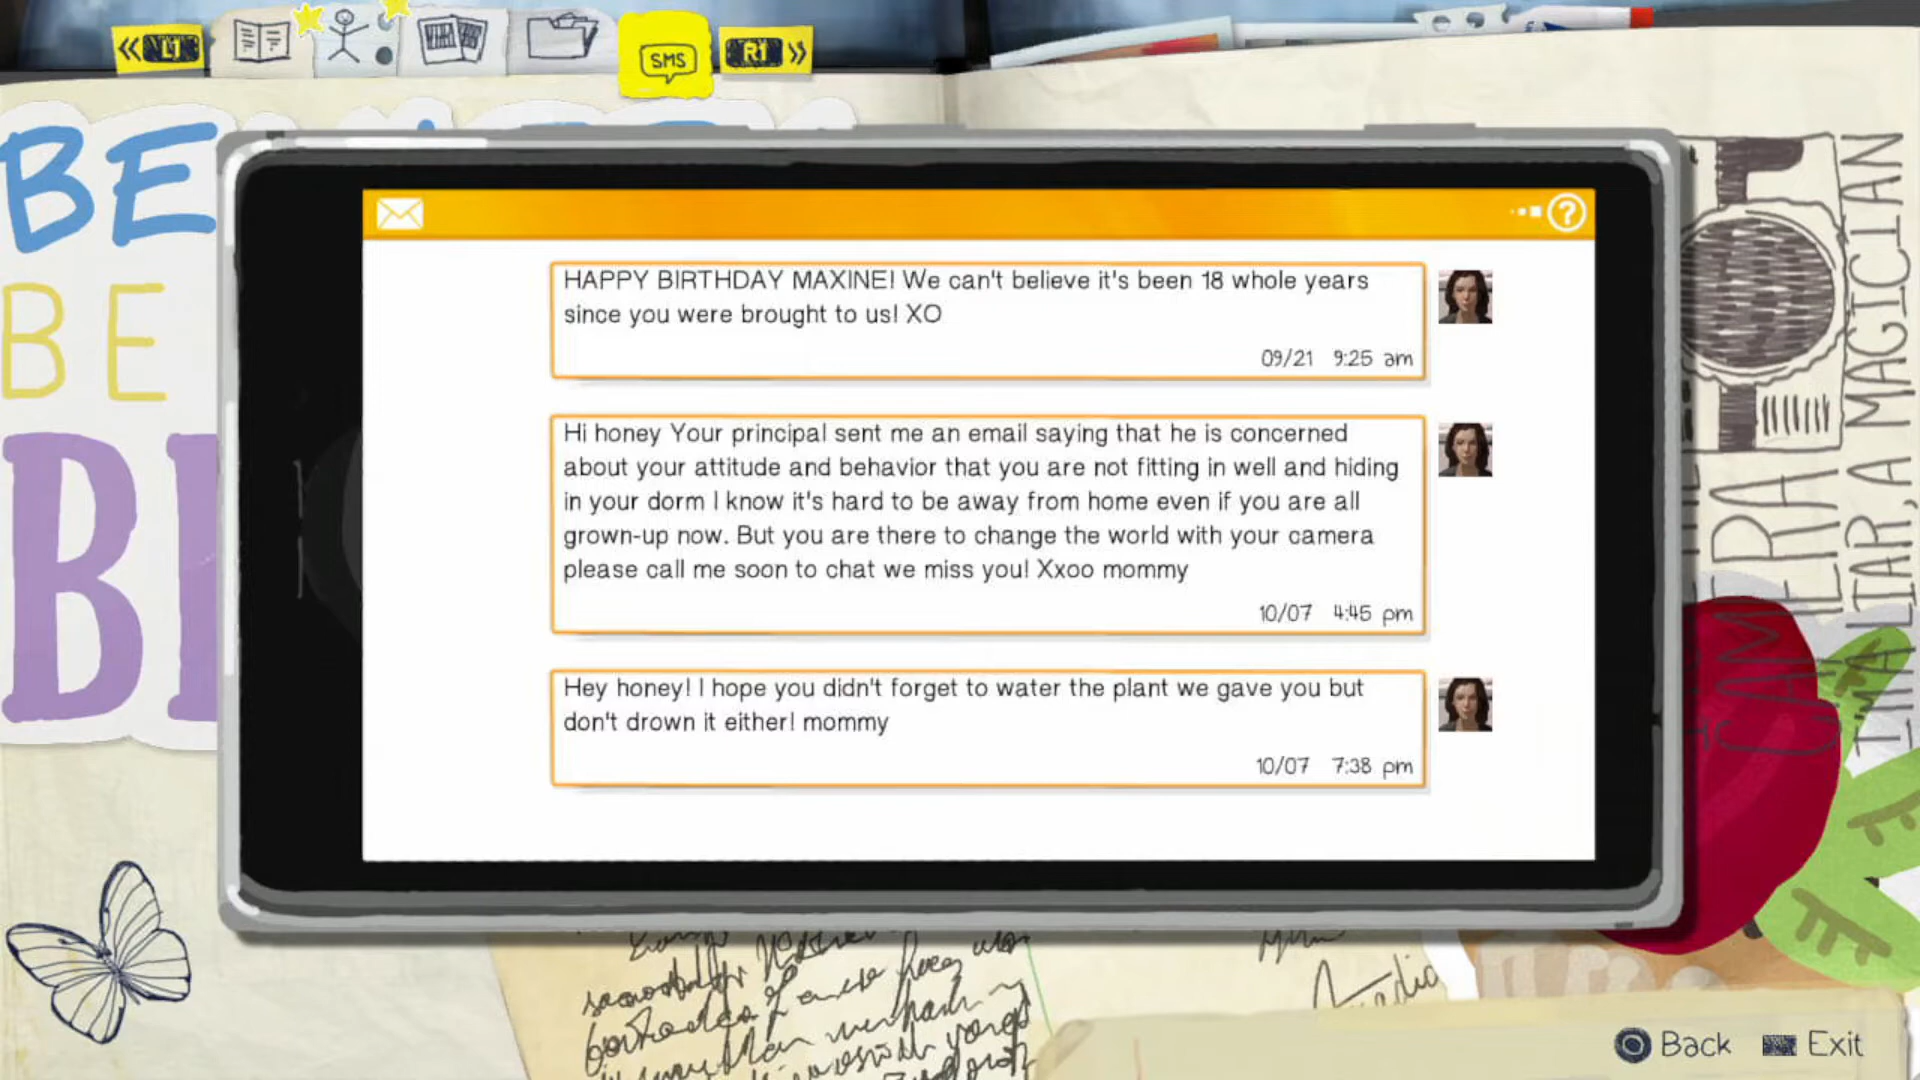 L1
SMS
R1
BE
BE
HAPPY BIRTHDAY MAXINE! We can't believe it's been 18 whole years
since you were brought to us! XO
09/21 9:25 am
Hi honey Your principal sent me an email saying that he is concerned
about your attitude and behavior that you are not fitting in well and hiding
in your dorm I know it's hard to be away from home even if you are all
grown-up now. But you are there to change the world with your camera
please call me soon to chat we miss you! Xxoo mommy
10/07 4:45 pm
Hey honey! I hope you didn't forget to water the plant we gave you but
don't drown it either! mommy
10/07 7:38 pm
CAMERA
LIAR, A MAGICIAN
Back
Exit